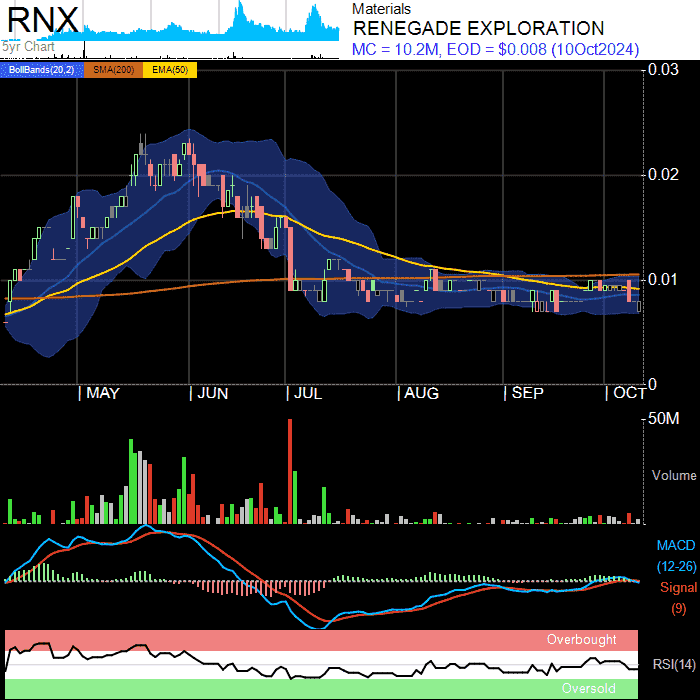 RNX
5yr Chart
Materials
RENEGADE EXPLORATION
MC = 10.2M, EOD = $0.008 (10Oct2024)
BollBands(20,2) SMA(200) EMA(50)
0.03
0.02
0.01
0
| MAY | JUN | JUL | AUG | SEP | OCT
50M
Volume
MACD
(12-26)
Signal
(9)
Overbought
RSI(14)
Oversold